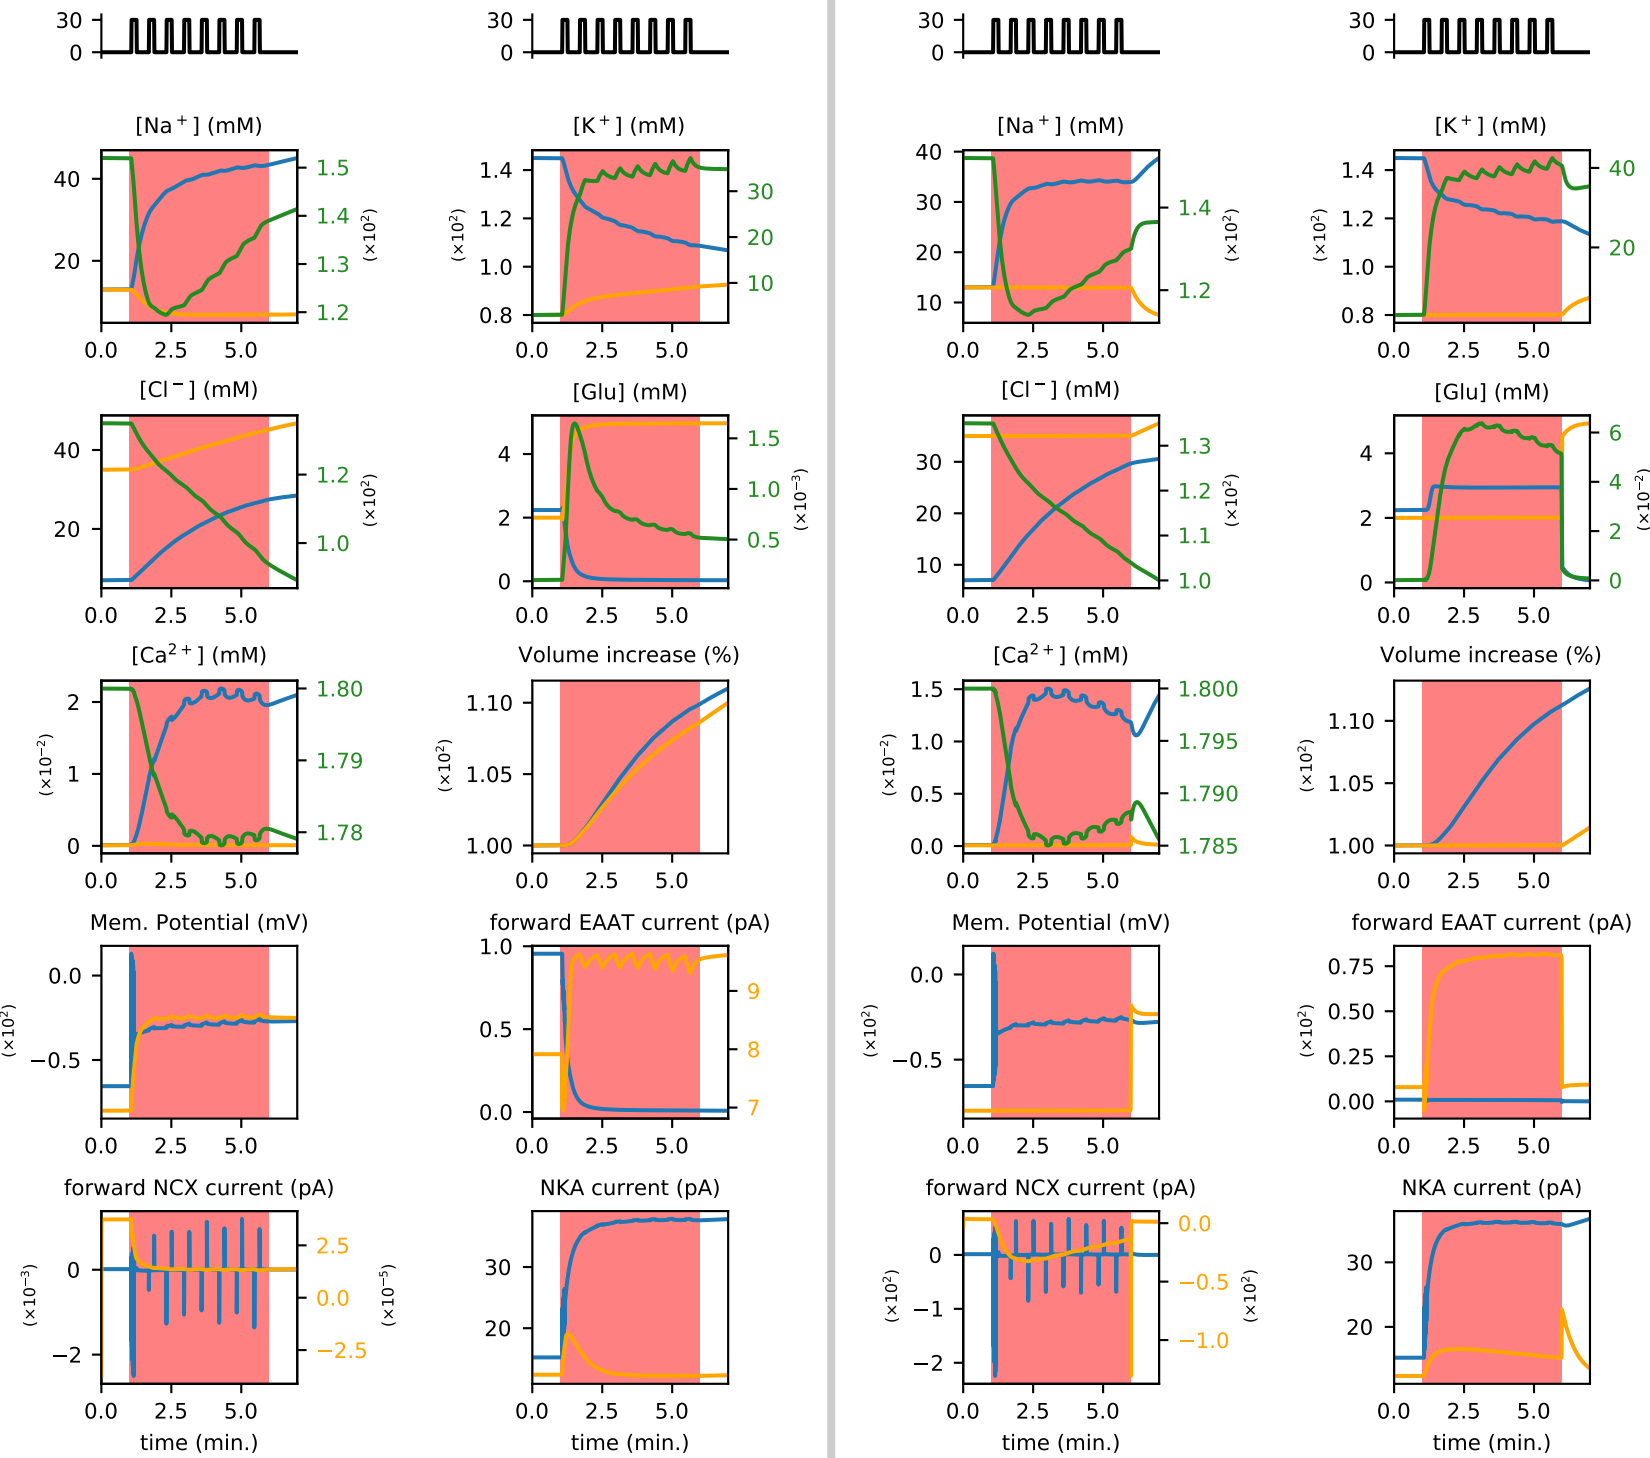 30
0
30
0
30
0
30
0
[Na⁺] (mM)
[K⁺] (mM)
[Na⁺] (mM)
[K⁺] (mM)
40
20
1.5
1.4
1.3
1.2
(×10²)
0.0 2.5 5.0
(×10²)
1.4
1.2
1.0
0.8
30
20
10
0.0 2.5 5.0
40
30
20
10
1.4
1.2
(×10²)
0.0 2.5 5.0
(×10²)
1.4
1.2
1.0
0.8
40
20
0.0 2.5 5.0
[Cl⁻] (mM)
[Glu] (mM)
[Cl⁻] (mM)
[Glu] (mM)
40
20
1.2
1.0
(×10²)
0.0 2.5 5.0
4
2
0
1.5
1.0
0.5
(×10⁻³)
0.0 2.5 5.0
30
20
10
1.3
1.2
1.1
1.0
(×10²)
0.0 2.5 5.0
4
2
0
6
4
2
0
(×10⁻²)
0.0 2.5 5.0
[Ca²⁺] (mM)
Volume increase (%)
[Ca²⁺] (mM)
Volume increase (%)
(×10⁻²)
2
1
0
1.80
1.79
1.78
0.0 2.5 5.0
(×10²)
1.10
1.05
1.00
0.0 2.5 5.0
(×10⁻²)
1.5
1.0
0.5
0.0
1.800
1.795
1.790
1.785
0.0 2.5 5.0
(×10²)
1.10
1.05
1.00
0.0 2.5 5.0
Mem. Potential (mV)
forward EAAT current (pA)
Mem. Potential (mV)
forward EAAT current (pA)
(×10²)
0.0
−0.5
0.0 2.5 5.0
1.0
0.5
0.0
9
8
7
0.0 2.5 5.0
(×10²)
0.0
−0.5
0.0 2.5 5.0
(×10²)
0.75
0.50
0.25
0.00
0.0 2.5 5.0
forward NCX current (pA)
NKA current (pA)
forward NCX current (pA)
NKA current (pA)
(×10⁻³)
0
−2
2.5
0.0
−2.5
(×10⁻⁵)
0.0 2.5 5.0
time (min.)
30
20
0.0 2.5 5.0
time (min.)
(×10²)
0
−1
−2
0.0
−0.5
−1.0
(×10²)
0.0 2.5 5.0
time (min.)
30
20
0.0 2.5 5.0
time (min.)